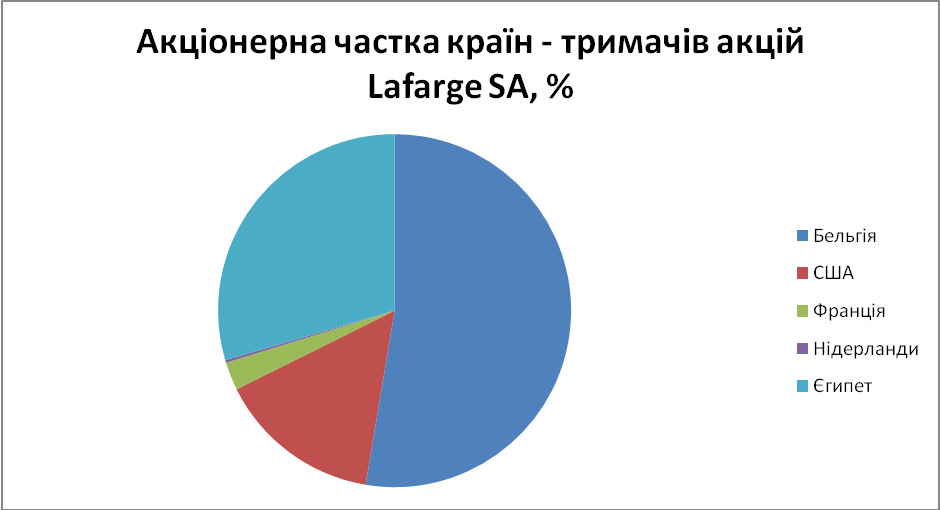 Акціонерна частка країн - тримачів акцій
Lafarge SA, %
Бельгія
США
Франція
Нідерланди
Єгипет